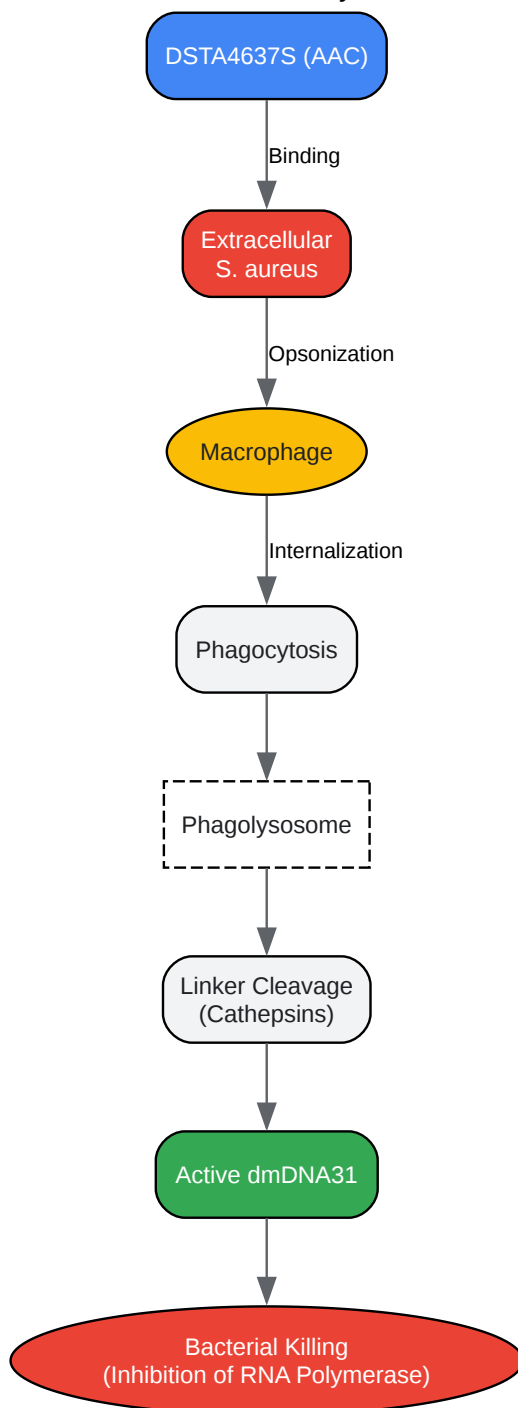 DSTA4637S (AAC)
Binding
Extracellular
S. aureus
Opsonization
Macrophage
Internalization
Phagocytosis
Phagolysosome
Linker Cleavage
(Cathepsins)
Active dmDNA31
Bacterial Killing
(Inhibition of RNA Polymerase)